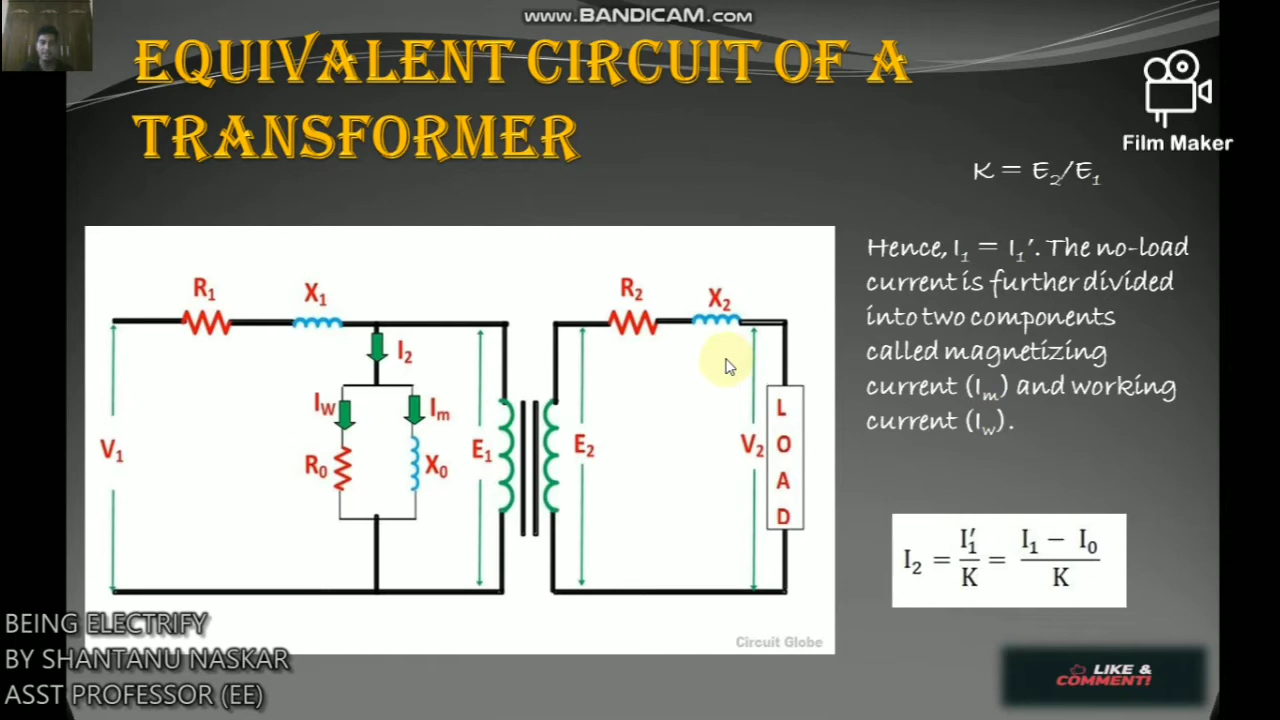 www.BANDICAM.com
EQUIVALENT CIRCUIT OF A
TRANSFORMER
Film Maker
K = E₂/E₁
Hence, I₁ = I₁'. The no-load
current is further divided
into two components
called magnetizing
current (Iₘ) and working
current (I_w).
R₁
X₁
I₂
I_W
Iₘ
R₀
X₀
V₁
E₁
E₂
R₂
X₂
V₂
L
O
A
D
Circuit Globe
I₂ = I₁'/K = (I₁ − I₀)/K
BEING ELECTRIFY
BY SHANTANU NASKAR
ASST PROFESSOR (EE)
LIKE &
COMMENT!